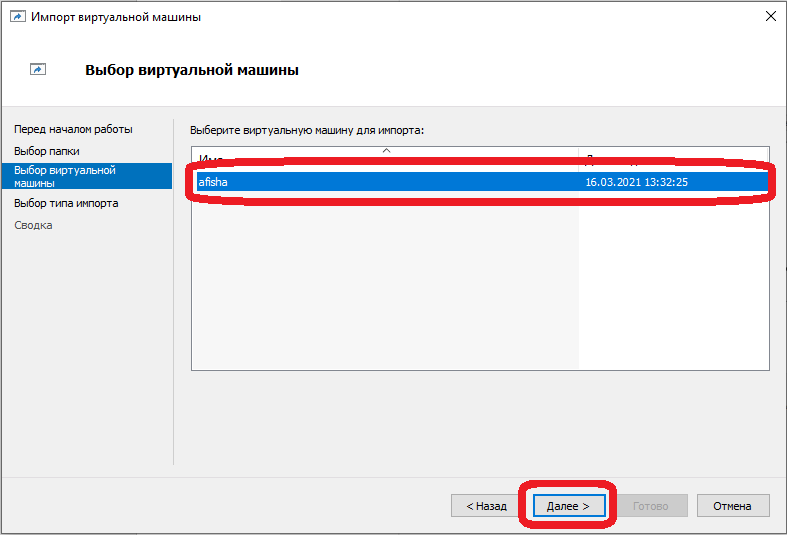 Импорт виртуальной машины
Выбор виртуальной машины
Перед началом работы
Выбор папки
Выбор виртуальной
машины
Выбор типа импорта
Сводка
Выберите виртуальную машину для импорта:
Имя
afisha 16.03.2021 13:32:25
< Назад
Далее >
Готово
Отмена